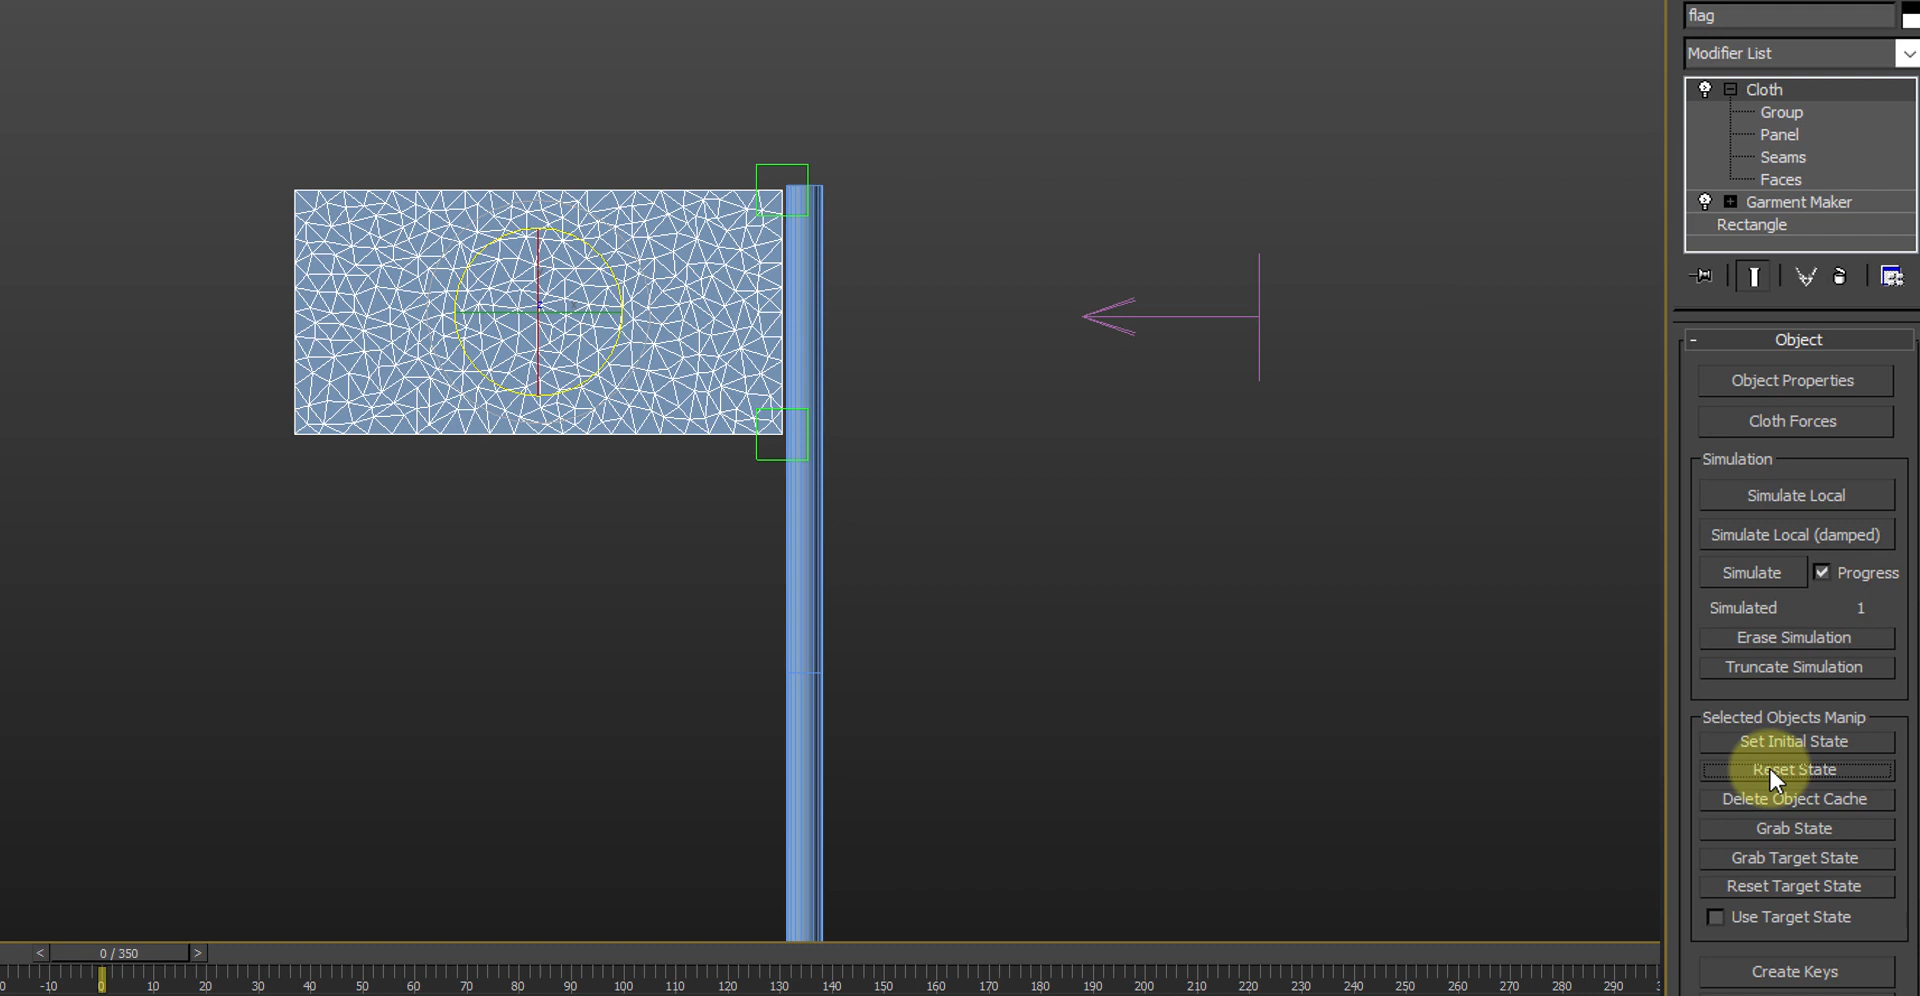 flag
Modifier List
Cloth
Group
Panel
Seams
Faces
Garment Maker
Rectangle
- Object
Object Properties
Cloth Forces
Simulation
Simulate Local
Simulate Local (damped)
Simulate Progress
Simulated 1
Erase Simulation
Truncate Simulation
Selected Objects Manip
Set Initial State
Reset State
Delete Object Cache
Grab State
Grab Target State
Reset Target State
Use Target State
Create Keys
< 0 / 350 >
0 -10 0 10 20 30 40 50 60 70 80 90 100 110 120 130 140 150 160 170 180 190 200 210 220 230 240 250 260 270 280 290